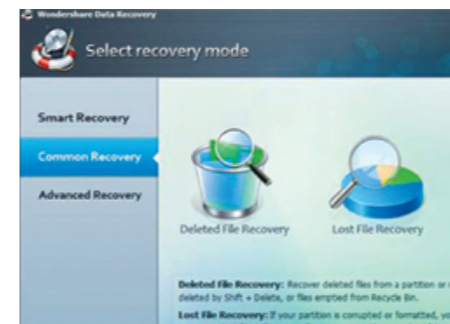 Wondershare Data Recovery
Select recovery mode
Smart Recovery
Common Recovery
Advanced Recovery
Deleted File Recovery
Lost File Recovery
Deleted File Recovery: Recover deleted files from a partition or
deleted by Shift + Delete, or files emptied from Recycle Bin.
Lost File Recovery: If your partition is corrupted or formatted,